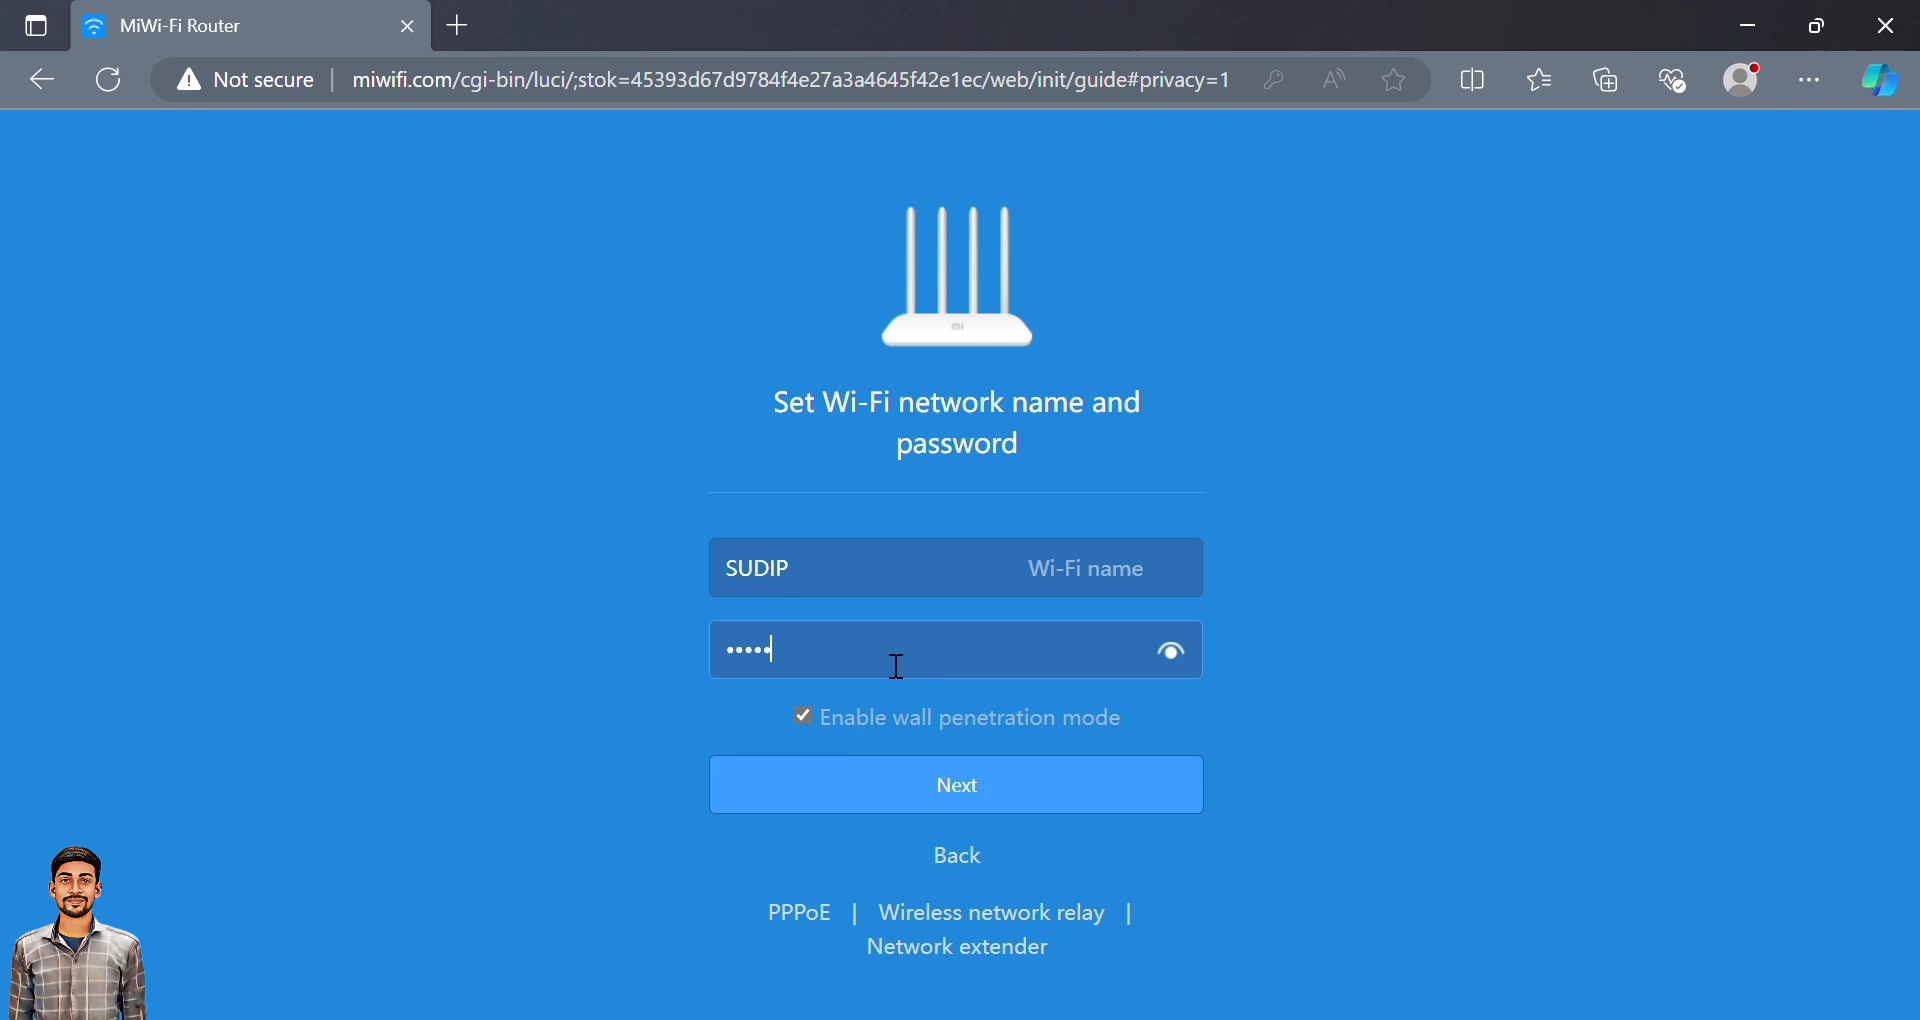 MiWi-Fi Router
Not secure | miwifi.com/cgi-bin/luci/;stok=45393d67d9784f4e27a3a4645f42e1ec/web/init/guide#privacy=1
mi
Set Wi-Fi network name and
password
SUDIP Wi-Fi name
•••••
Enable wall penetration mode
Next
Back
PPPoE | Wireless network relay |
Network extender